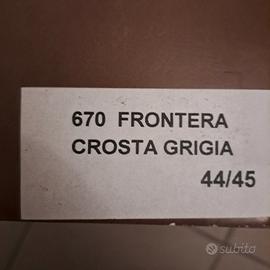 670 FRONTERA
CROSTA GRIGIA
44/45
subito